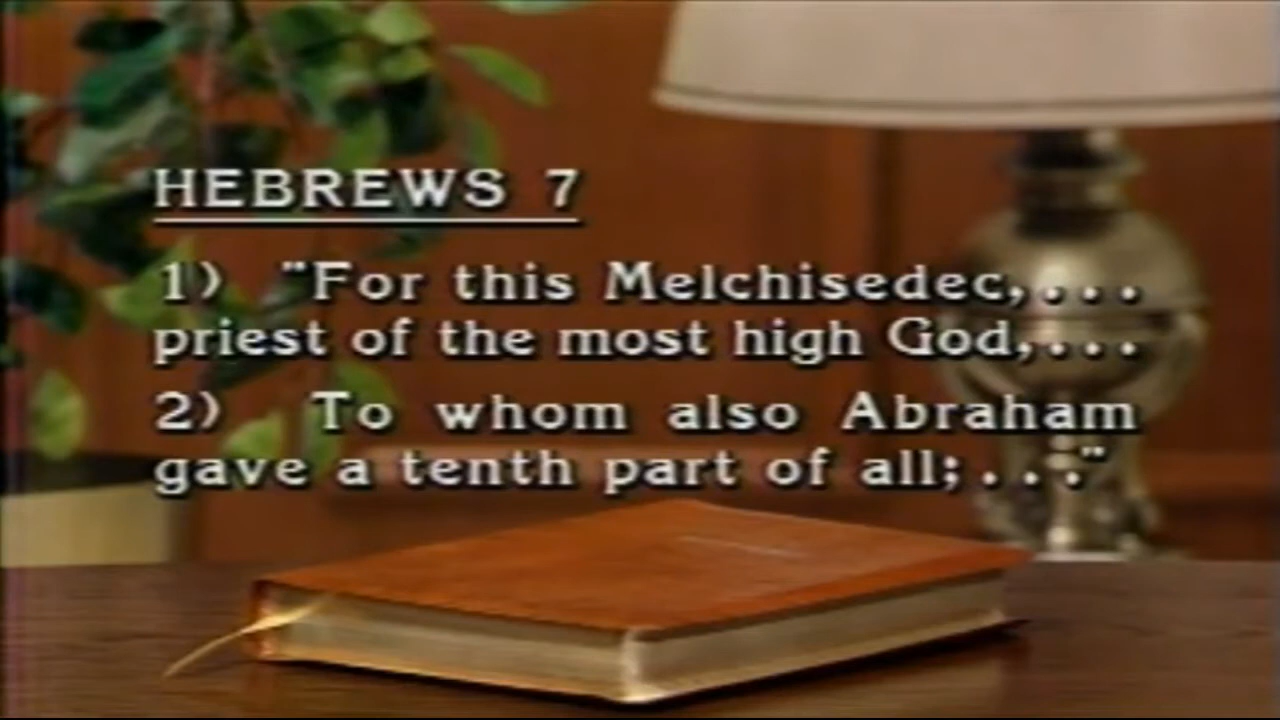 HEBREWS 7
1) "For this Melchisedec,...
priest of the most high God,...
2) To whom also Abraham
gave a tenth part of all;..."